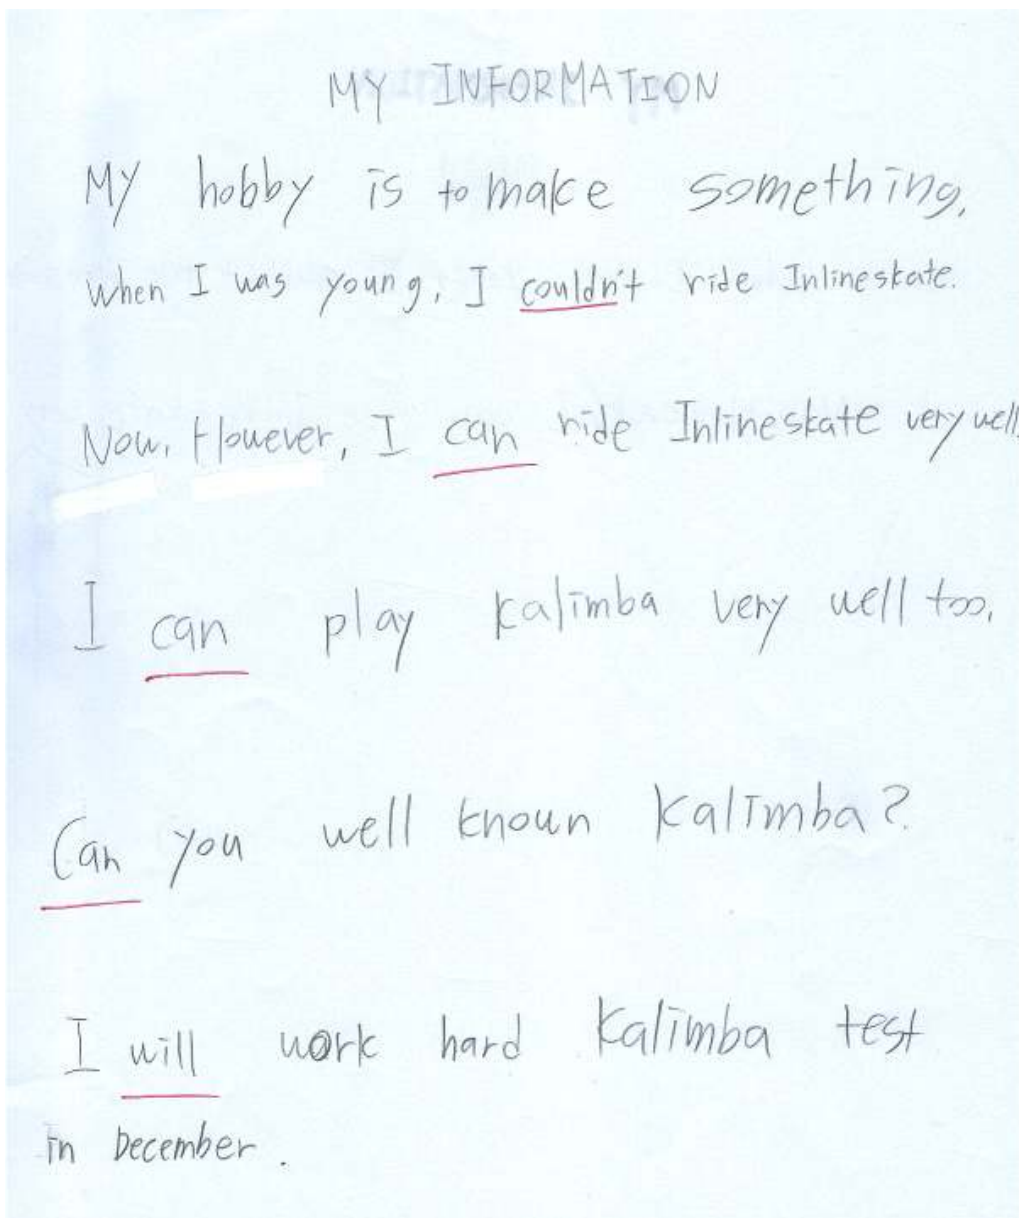 MY INFORMATION
MY hobby is to make something.
When I was young, I couldn't ride Inlineskate.
Now, However, I can ride Inlineskate very well.
I can play kalimba very well too.
Can you well known kalimba?
I will work hard kalimba test
in December.